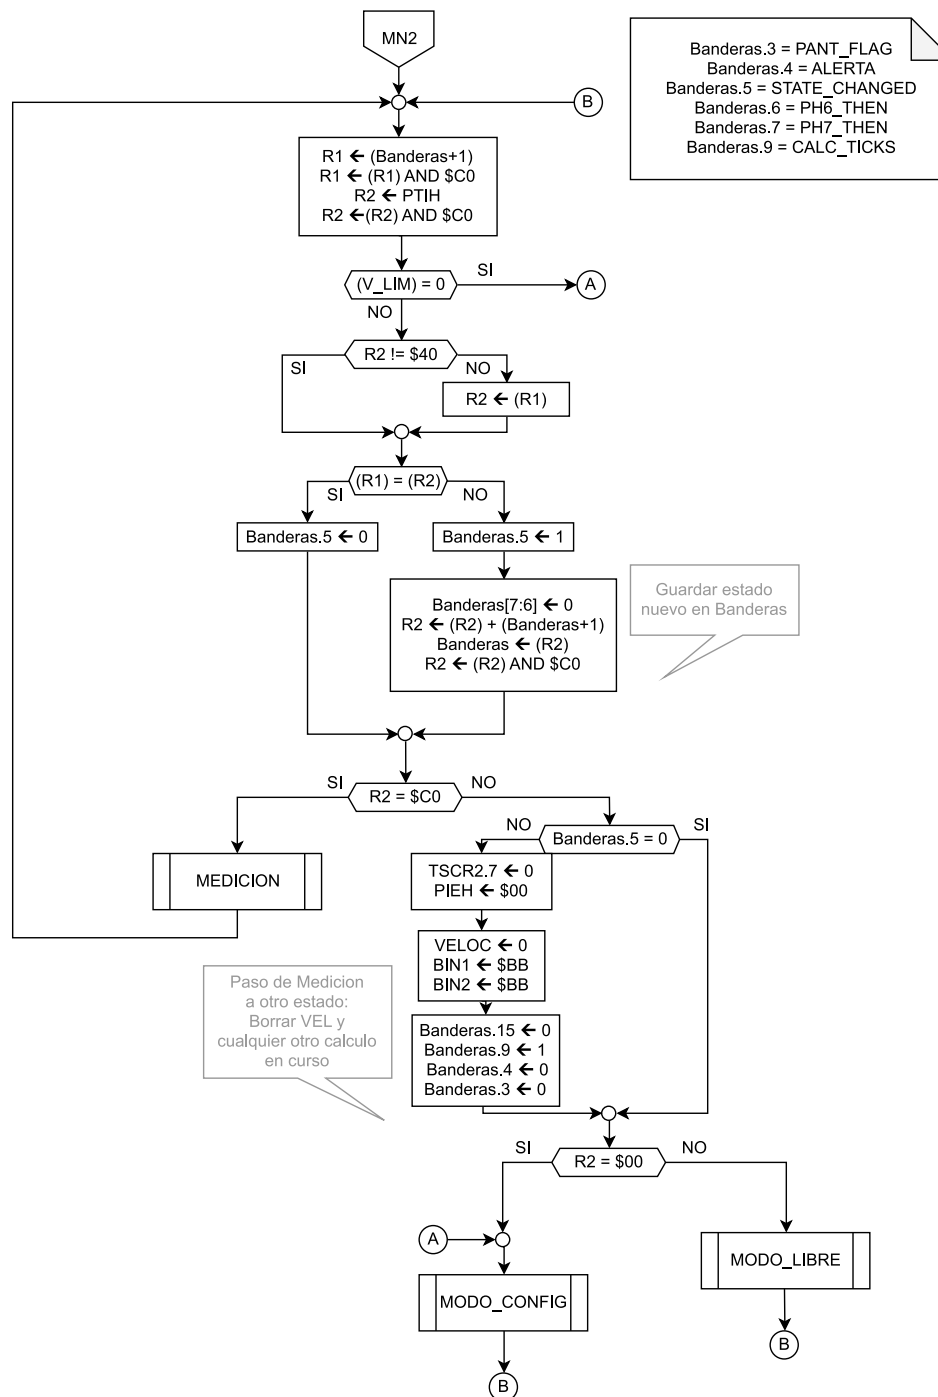 MN2
Banderas.3 = PANT_FLAG
Banderas.4 = ALERTA
Banderas.5 = STATE_CHANGED
Banderas.6 = PH6_THEN
Banderas.7 = PH7_THEN
Banderas.9 = CALC_TICKS
B
R1 ← (Banderas+1)
R1 ← (R1) AND $C0
R2 ← PTIH
R2 ←(R2) AND $C0
(V_LIM) = 0
SI
A
NO
R2 != $40
SI
NO
R2 ← (R1)
(R1) = (R2)
SI
NO
Banderas.5 ← 0
Banderas.5 ← 1
Guardar estado
nuevo en Banderas
Banderas[7:6] ← 0
R2 ← (R2) + (Banderas+1)
Banderas ← (R2)
R2 ← (R2) AND $C0
SI
NO
R2 = $C0
NO
Banderas.5 = 0
SI
MEDICION
TSCR2.7 ← 0
PIEH ← $00
VELOC ← 0
BIN1 ← $BB
BIN2 ← $BB
Paso de Medicion
a otro estado:
Borrar VEL y
cualquier otro calculo
en curso
Banderas.15 ← 0
Banderas.9 ← 1
Banderas.4 ← 0
Banderas.3 ← 0
SI
R2 = $00
NO
A
MODO_CONFIG
MODO_LIBRE
B
B